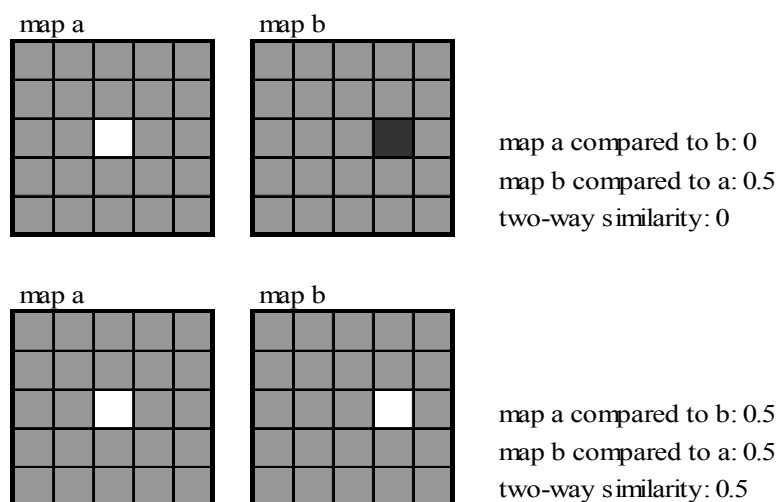 map a
map b
map a compared to b: 0
map b compared to a: 0.5
two-way similarity: 0
map a
map b
map a compared to b: 0.5
map b compared to a: 0.5
two-way similarity: 0.5